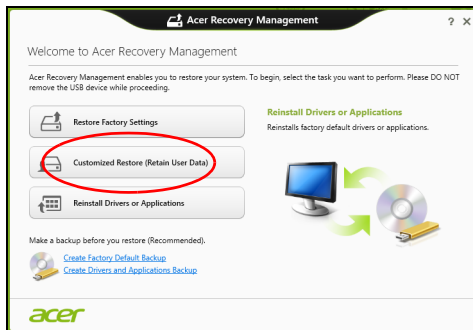 Acer Recovery Management
? X
Welcome to Acer Recovery Management
Acer Recovery Management enables you to restore your system. To begin, select the task you want to perform. Please DO NOT
remove the USB device while proceeding.
Restore Factory Settings
Customized Restore (Retain User Data)
Reinstall Drivers or Applications
Reinstall Drivers or Applications
Reinstalls factory default drivers or applications.
Make a backup before you restore (Recommended).
Create Factory Default Backup
Create Drivers and Applications Backup
acer